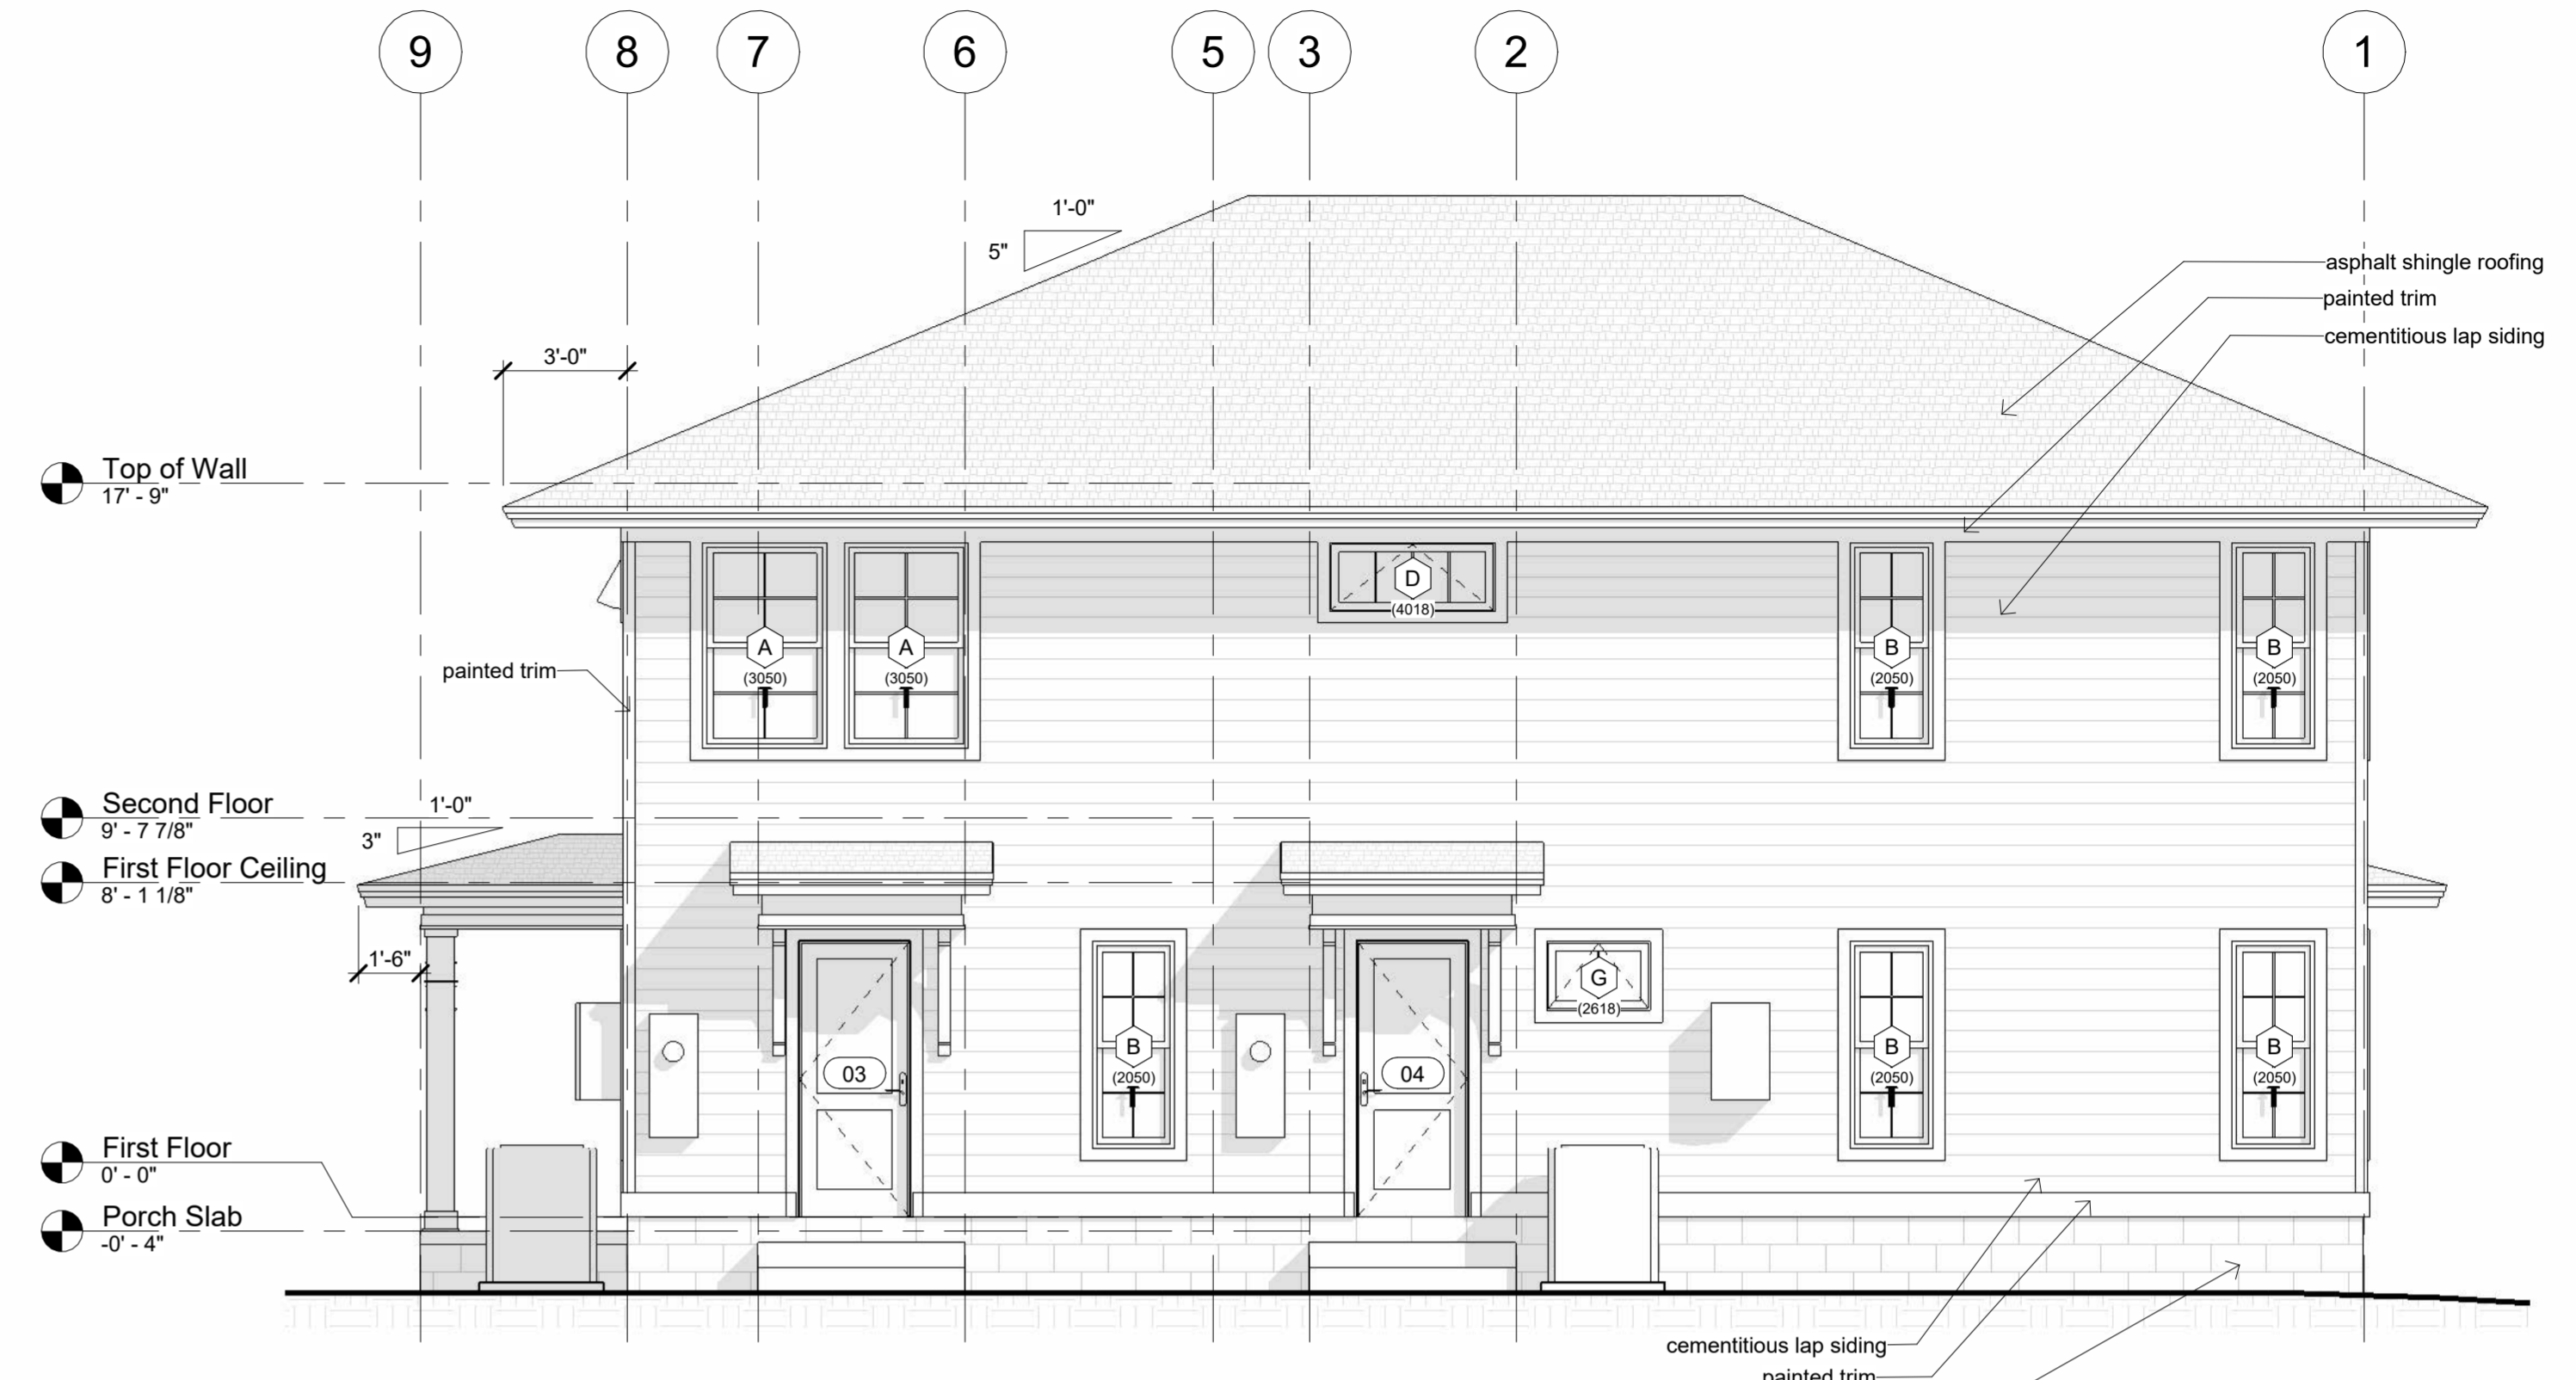 9 8 7 6 5 3 2 1
1'-0"
5"
asphalt shingle roofing
painted trim
cementitious lap siding
3'-0"
Top of Wall
17' - 9"
D
(4018)
A
(3050)
A
(3050)
B
(2050)
B
(2050)
painted trim
Second Floor
9' - 7 7/8"
1'-0"
3"
First Floor Ceiling
8' - 1 1/8"
1'-6"
G
(2618)
03
B
(2050)
04
B
(2050)
B
(2050)
First Floor
0' - 0"
Porch Slab
-0' - 4"
cementitious lap siding
painted trim